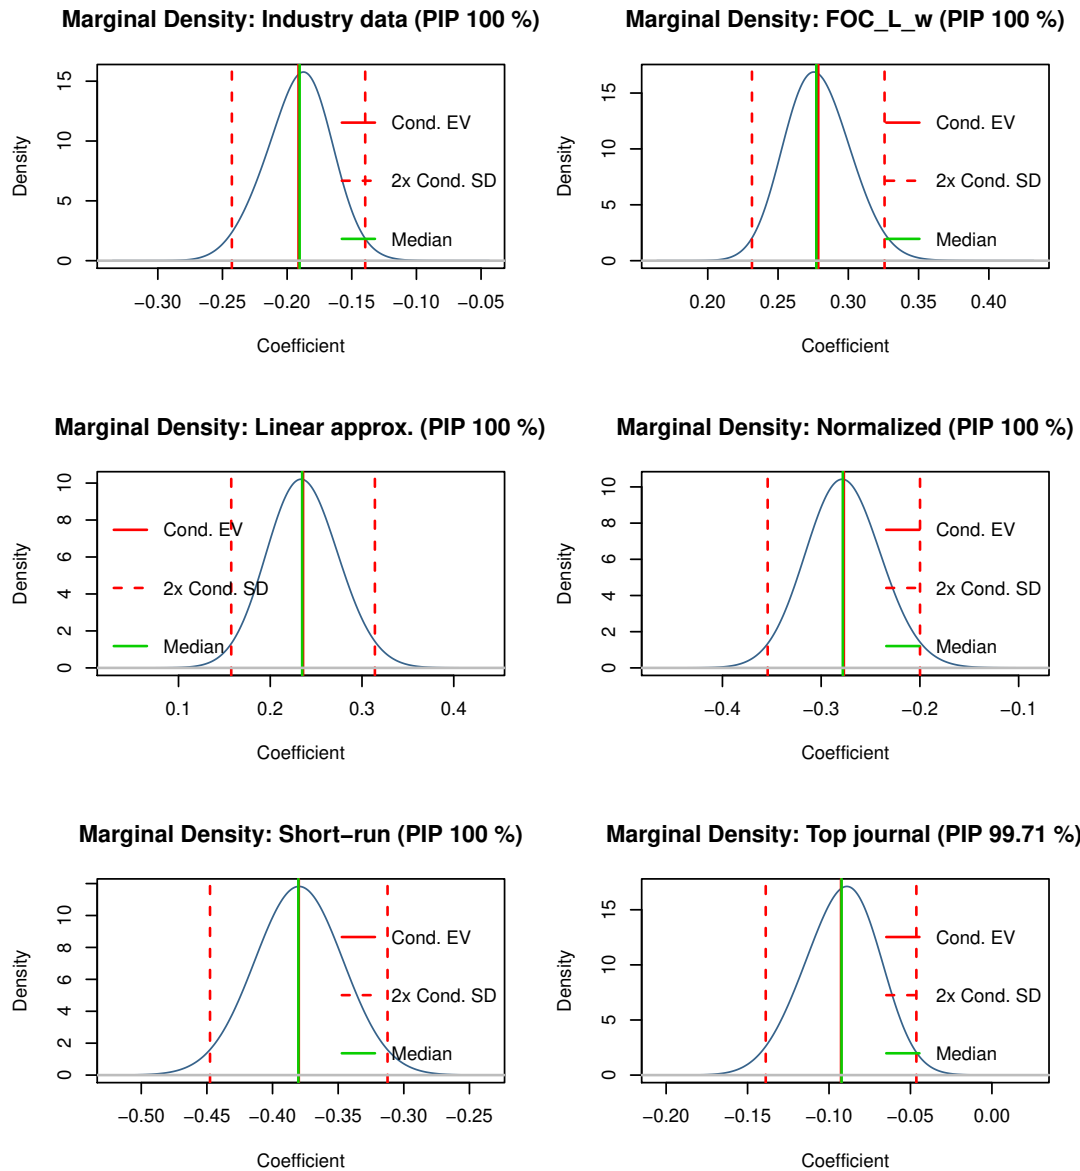 Marginal Density: Industry data (PIP 100 %)
Density
0
5
10
15
Cond. EV
2x Cond. SD
Median
−0.30 −0.25 −0.20 −0.15 −0.10 −0.05
Coefficient
Marginal Density: FOC_L_w (PIP 100 %)
Density
0
5
10
15
Cond. EV
2x Cond. SD
Median
0.20 0.25 0.30 0.35 0.40
Coefficient
Marginal Density: Linear approx. (PIP 100 %)
Density
0
2
4
6
8
10
Cond. EV
2x Cond. SD
Median
0.1 0.2 0.3 0.4
Coefficient
Marginal Density: Normalized (PIP 100 %)
Density
0
2
4
6
8
10
Cond. EV
2x Cond. SD
Median
−0.4 −0.3 −0.2 −0.1
Coefficient
Marginal Density: Short−run (PIP 100 %)
Density
0
2
4
6
8
10
Cond. EV
2x Cond. SD
Median
−0.50 −0.45 −0.40 −0.35 −0.30 −0.25
Coefficient
Marginal Density: Top journal (PIP 99.71 %)
Density
0
5
10
15
Cond. EV
2x Cond. SD
Median
−0.20 −0.15 −0.10 −0.05 0.00
Coefficient